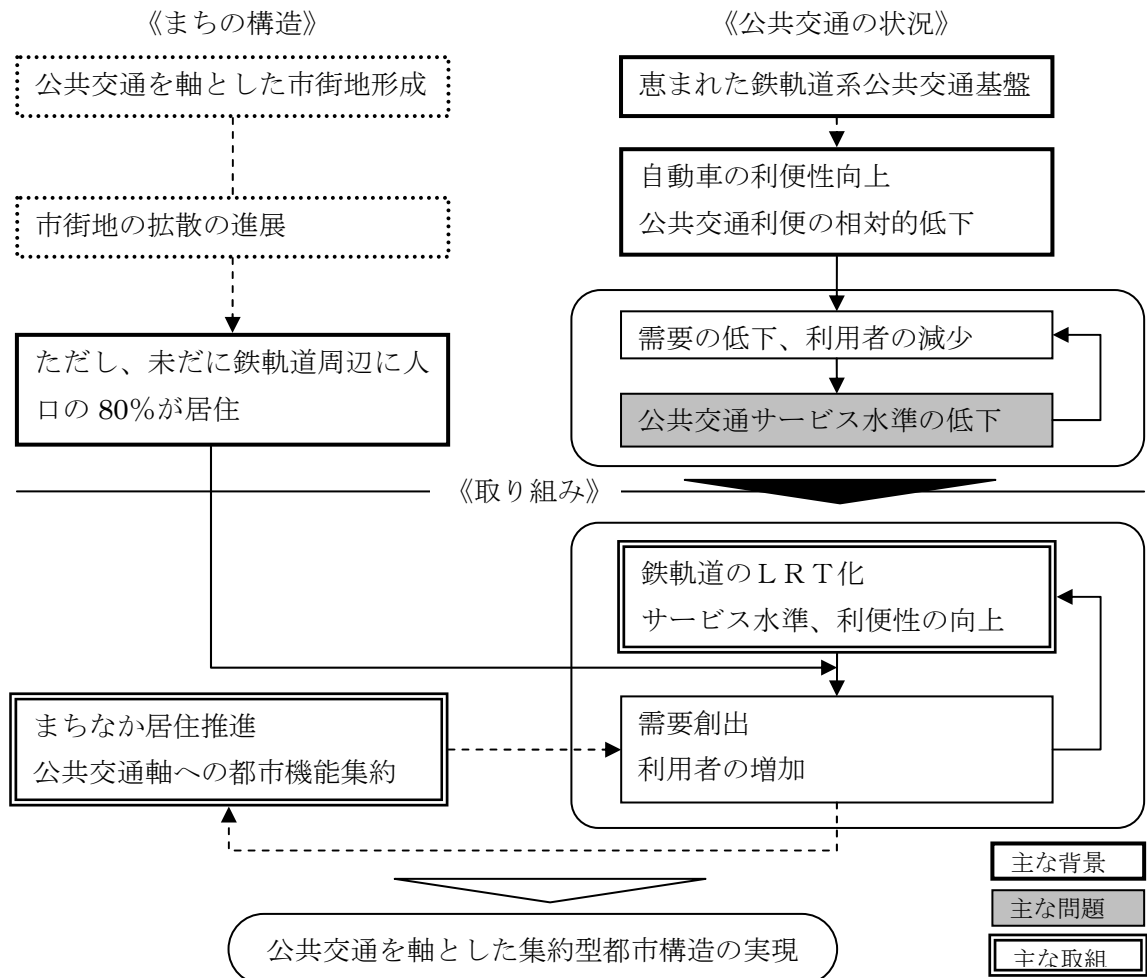 《まちの構造》
公共交通を軸とした市街地形成
市街地の拡散の進展
ただし、未だに鉄軌道周辺に人
口の 80％が居住
《公共交通の状況》
恵まれた鉄軌道系公共交通基盤
自動車の利便性向上
公共交通利便の相対的低下
需要の低下、利用者の減少
公共交通サービス水準の低下
《取り組み》
鉄軌道のＬＲＴ化
サービス水準、利便性の向上
まちなか居住推進
公共交通軸への都市機能集約
需要創出
利用者の増加
公共交通を軸とした集約型都市構造の実現
主な背景
主な問題
主な取組